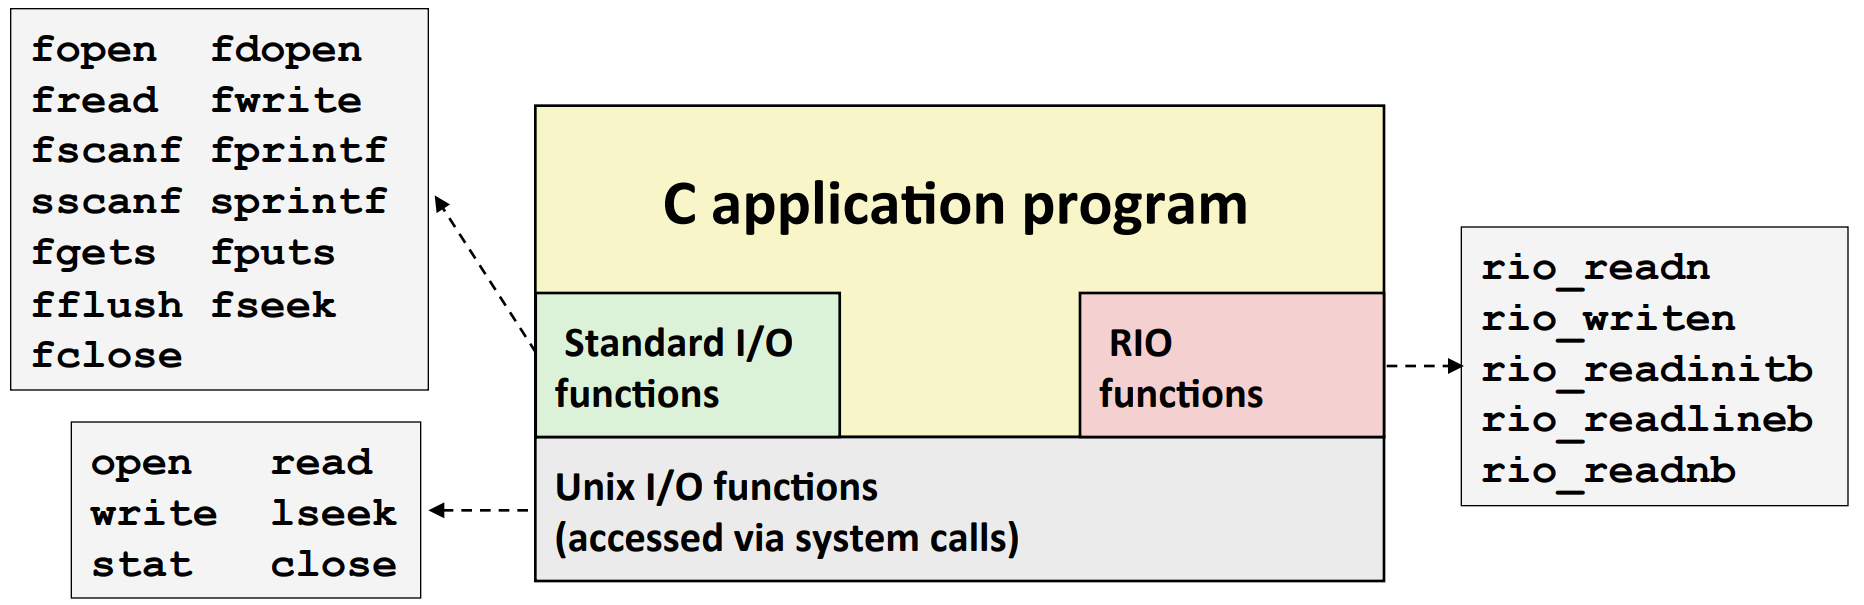 fopen fdopen
fread fwrite
fscanf fprintf
sscanf sprintf
fgets fputs
fflush fseek
fclose
open read
write lseek
stat close
C application program
Standard I/O
functions
RIO
functions
Unix I/O functions
(accessed via system calls)
rio_readn
rio_writen
rio_readinitb
rio_readlineb
rio_readnb